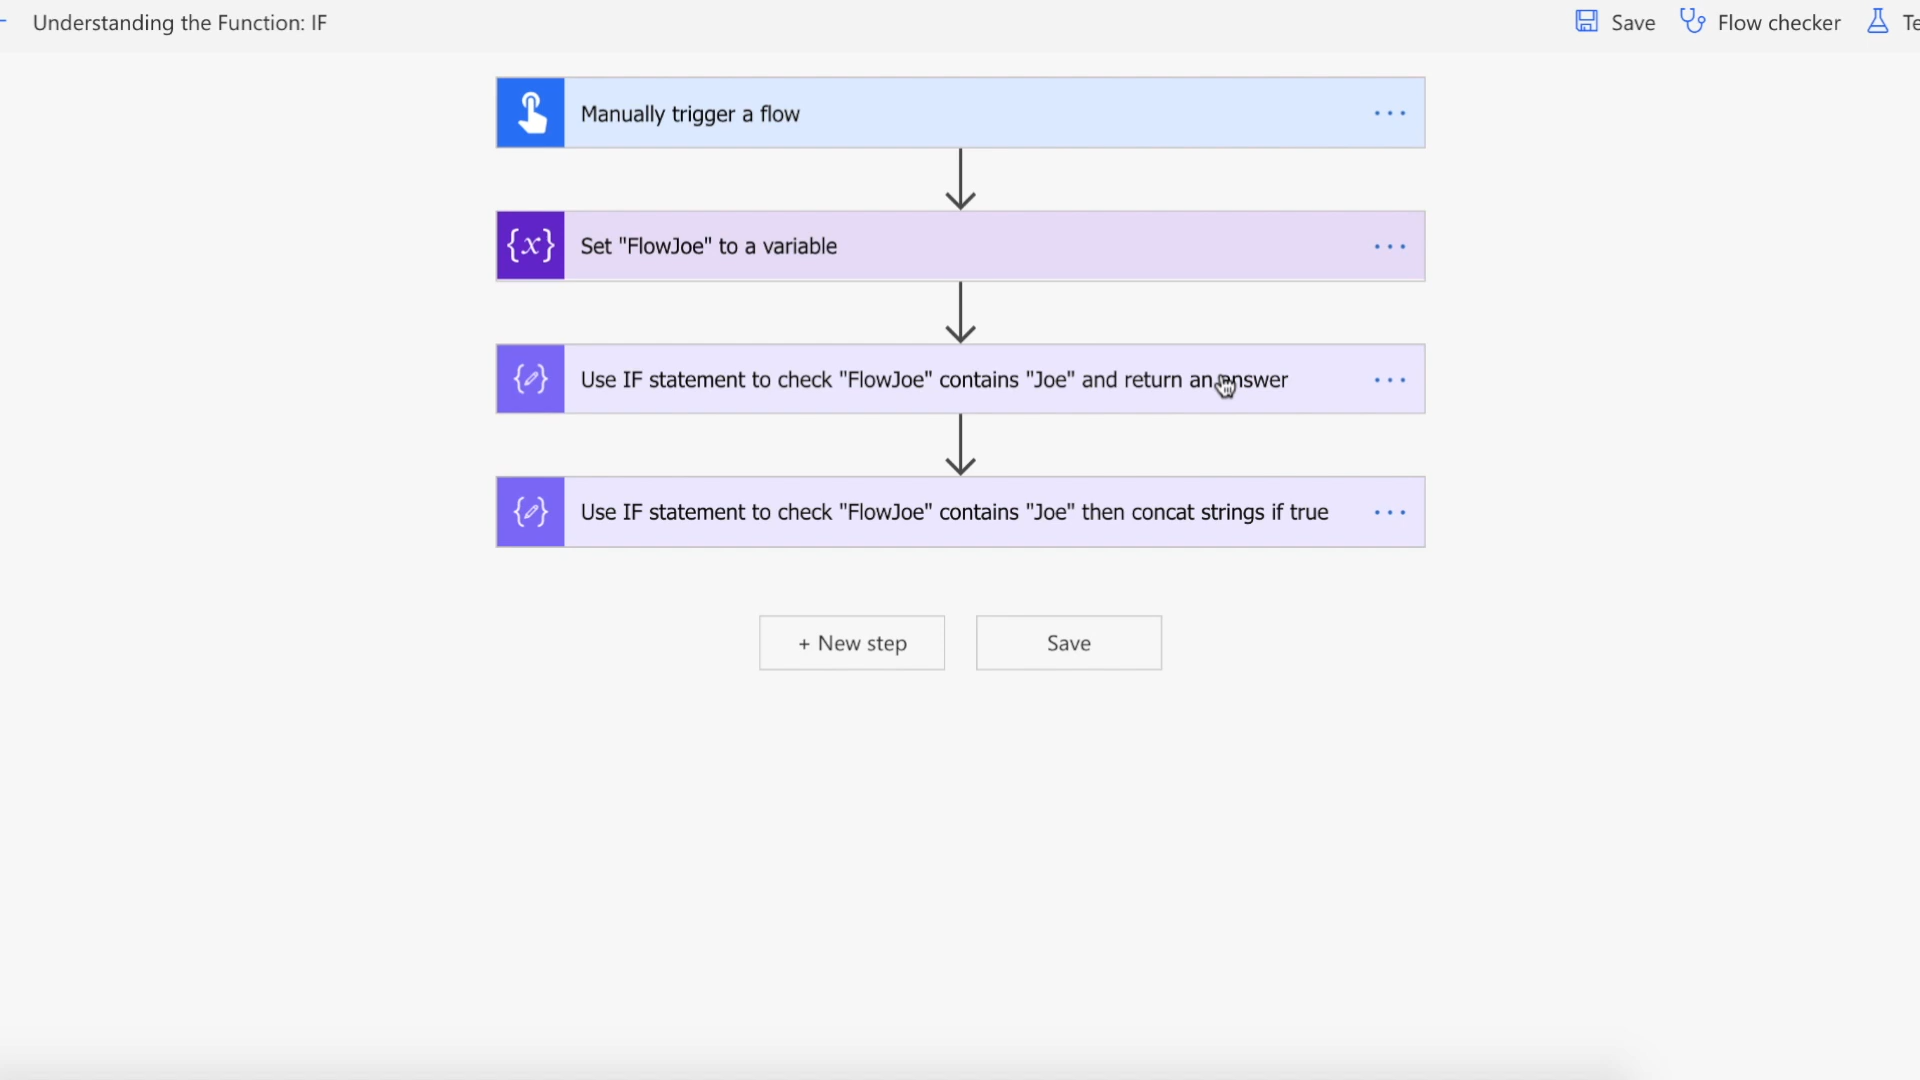 Understanding the Function: IF
Save
Flow checker
Te
Manually trigger a flow
{x}
Set "FlowJoe" to a variable
Use IF statement to check "FlowJoe" contains "Joe" and return an answer
Use IF statement to check "FlowJoe" contains "Joe" then concat strings if true
+ New step
Save